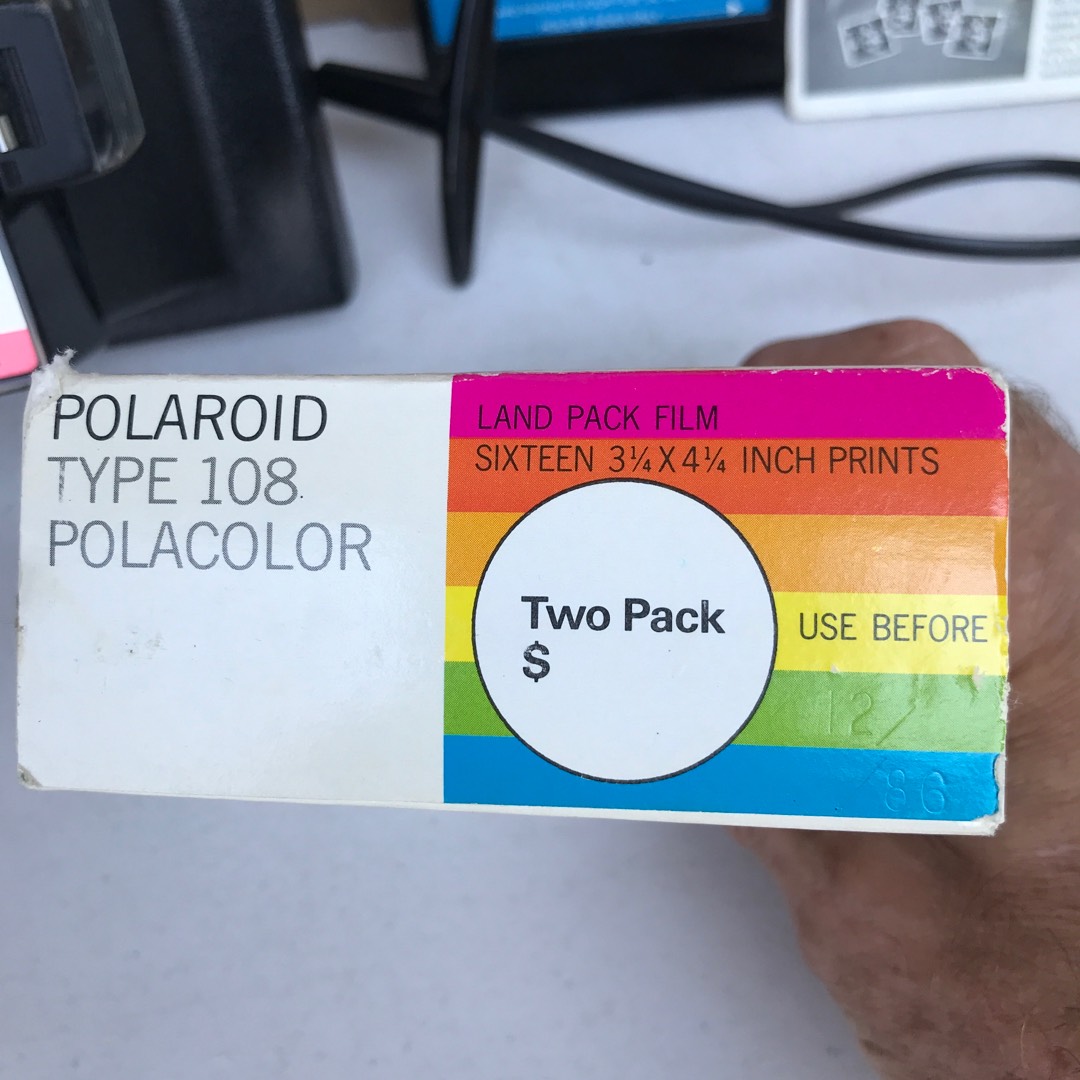 POLAROID
TYPE 108
POLACOLOR
LAND PACK FILM
SIXTEEN 3¼ X 4¼ INCH PRINTS
Two Pack
$
USE BEFORE
12/
86